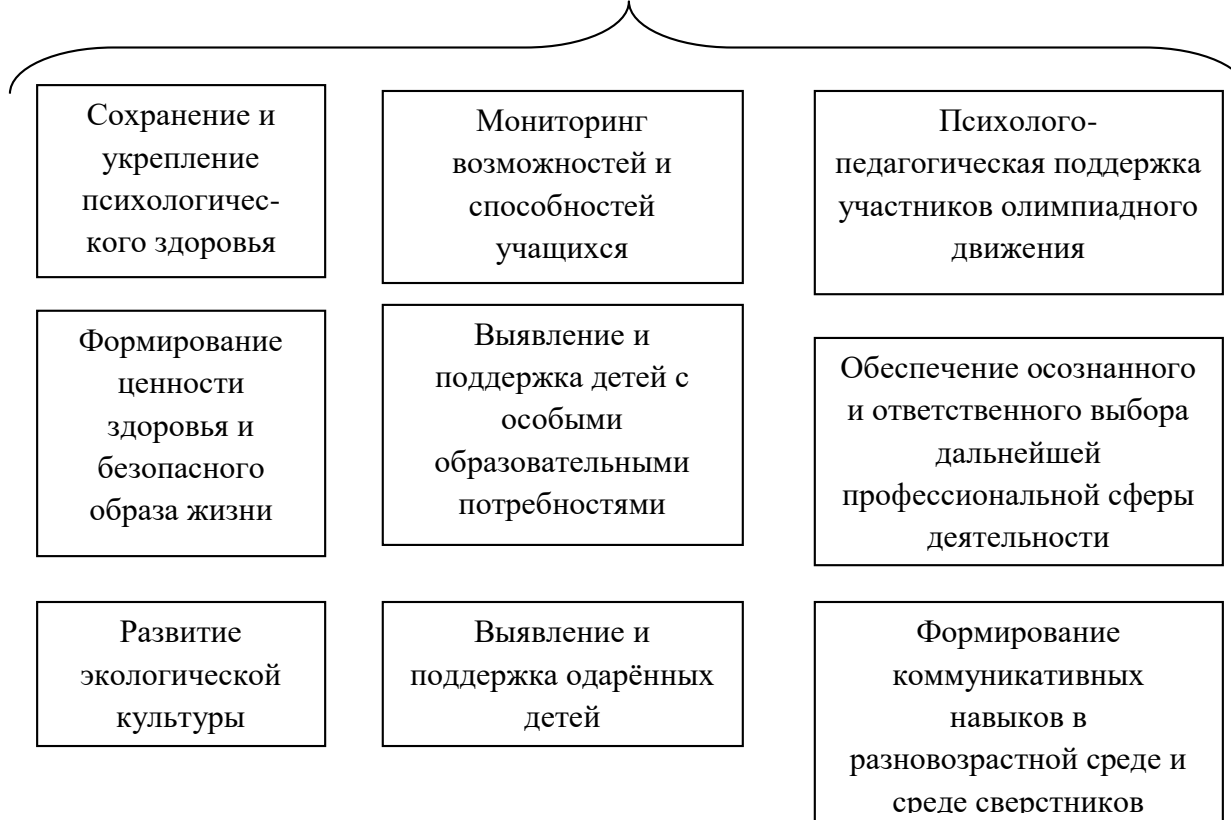 Сохранение и
укрепление
психологичес-
кого здоровья
Мониторинг
возможностей и
способностей
учащихся
Психолого-
педагогическая поддержка
участников олимпиадного
движения
Формирование
ценности
здоровья и
безопасного
образа жизни
Выявление и
поддержка детей с
особыми
образовательными
потребностями
Обеспечение осознанного
и ответственного выбора
дальнейшей
профессиональной сферы
деятельности
Развитие
экологической
культуры
Выявление и
поддержка одарённых
детей
Формирование
коммуникативных
навыков в
разновозрастной среде и
среде сверстников